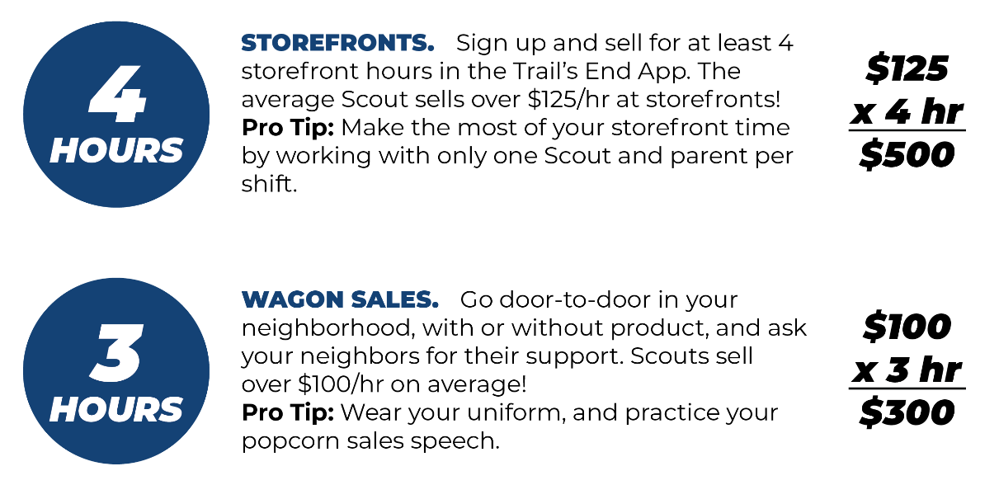 4
HOURS
STOREFRONTS. Sign up and sell for at least 4
storefront hours in the Trail’s End App. The
average Scout sells over $125/hr at storefronts!
Pro Tip: Make the most of your storefront time
by working with only one Scout and parent per
shift.
$125
x 4 hr
$500
3
HOURS
WAGON SALES. Go door-to-door in your
neighborhood, with or without product, and ask
your neighbors for their support. Scouts sell
over $100/hr on average!
Pro Tip: Wear your uniform, and practice your
popcorn sales speech.
$100
x 3 hr
$300